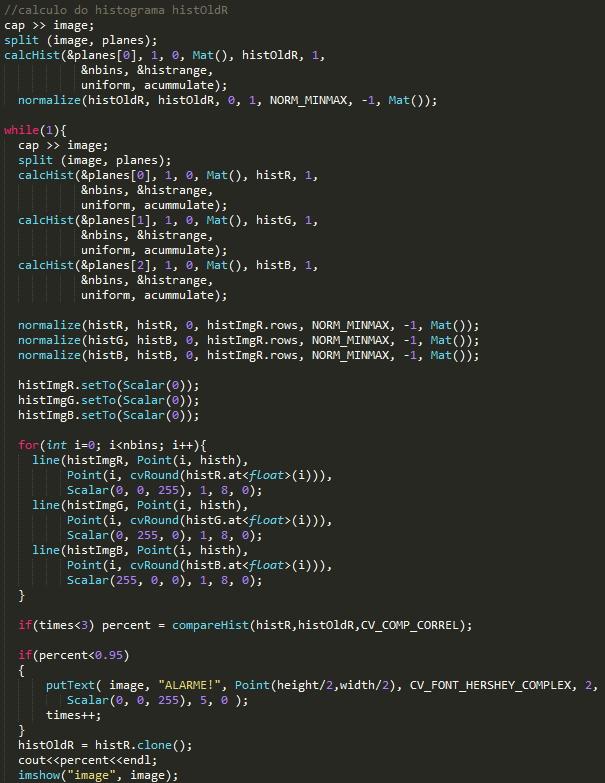 //calculo do histograma histOldR
cap >> image;
split (image, planes);
calcHist(&planes[0], 1, 0, Mat(), histOldR, 1,
&nbins, &histrange,
uniform, acummulate);
normalize(histOldR, histOldR, 0, 1, NORM_MINMAX, -1, Mat());
while(1){
cap >> image;
split (image, planes);
calcHist(&planes[0], 1, 0, Mat(), histR, 1,
&nbins, &histrange,
uniform, acummulate);
calcHist(&planes[1], 1, 0, Mat(), histG, 1,
&nbins, &histrange,
uniform, acummulate);
calcHist(&planes[2], 1, 0, Mat(), histB, 1,
&nbins, &histrange,
uniform, acummulate);
normalize(histR, histR, 0, histImgR.rows, NORM_MINMAX, -1, Mat());
normalize(histG, histB, 0, histImgR.rows, NORM_MINMAX, -1, Mat());
normalize(histB, histB, 0, histImgR.rows, NORM_MINMAX, -1, Mat());
histImgR.setTo(Scalar(0));
histImgG.setTo(Scalar(0));
histImgB.setTo(Scalar(0));
for(int i=0; i<nbins; i++){
line(histImgR, Point(i, histh),
Point(i, cvRound(histR.at<float>(i))),
Scalar(0, 0, 255), 1, 8, 0);
line(histImgG, Point(i, histh),
Point(i, cvRound(histG.at<float>(i))),
Scalar(0, 255, 0), 1, 8, 0);
line(histImgB, Point(i, histh),
Point(i, cvRound(histB.at<float>(i))),
Scalar(255, 0, 0), 1, 8, 0);
}
if(times<3) percent = compareHist(histR,histOldR,CV_COMP_CORREL);
if(percent<0.95)
{
putText( image, "ALARME!", Point(height/2,width/2), CV_FONT_HERSHEY_COMPLEX, 2,
Scalar(0, 0, 255), 5, 0 );
times++;
}
histOldR = histR.clone();
cout<<percent<<endl;
imshow("image", image);